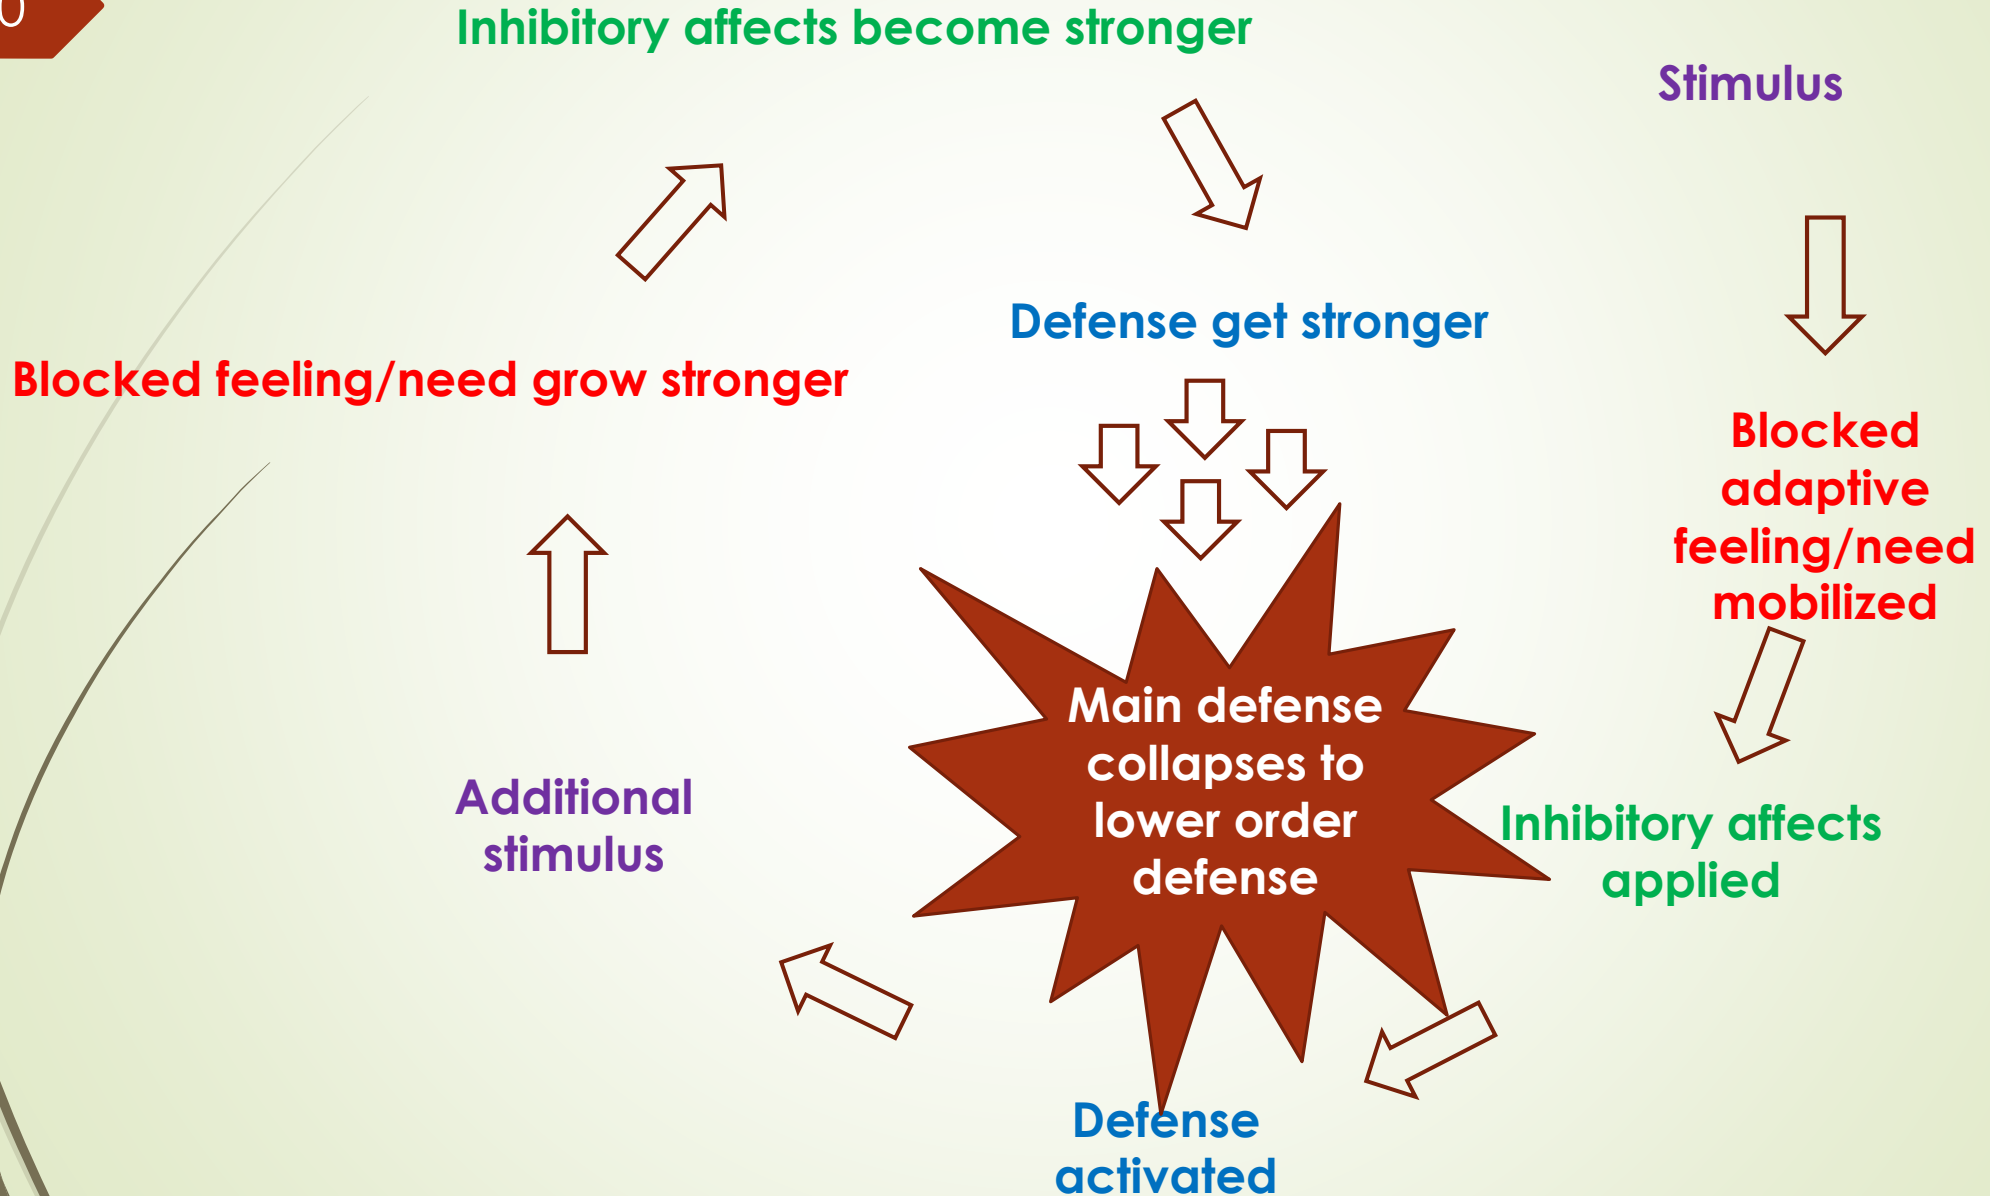 0
Inhibitory affects become stronger
Stimulus
Defense get stronger
Blocked feeling/need grow stronger
Blocked
adaptive
feeling/need
mobilized
Main defense
collapses to
lower order
defense
Additional
stimulus
Inhibitory affects
applied
Defense
activated